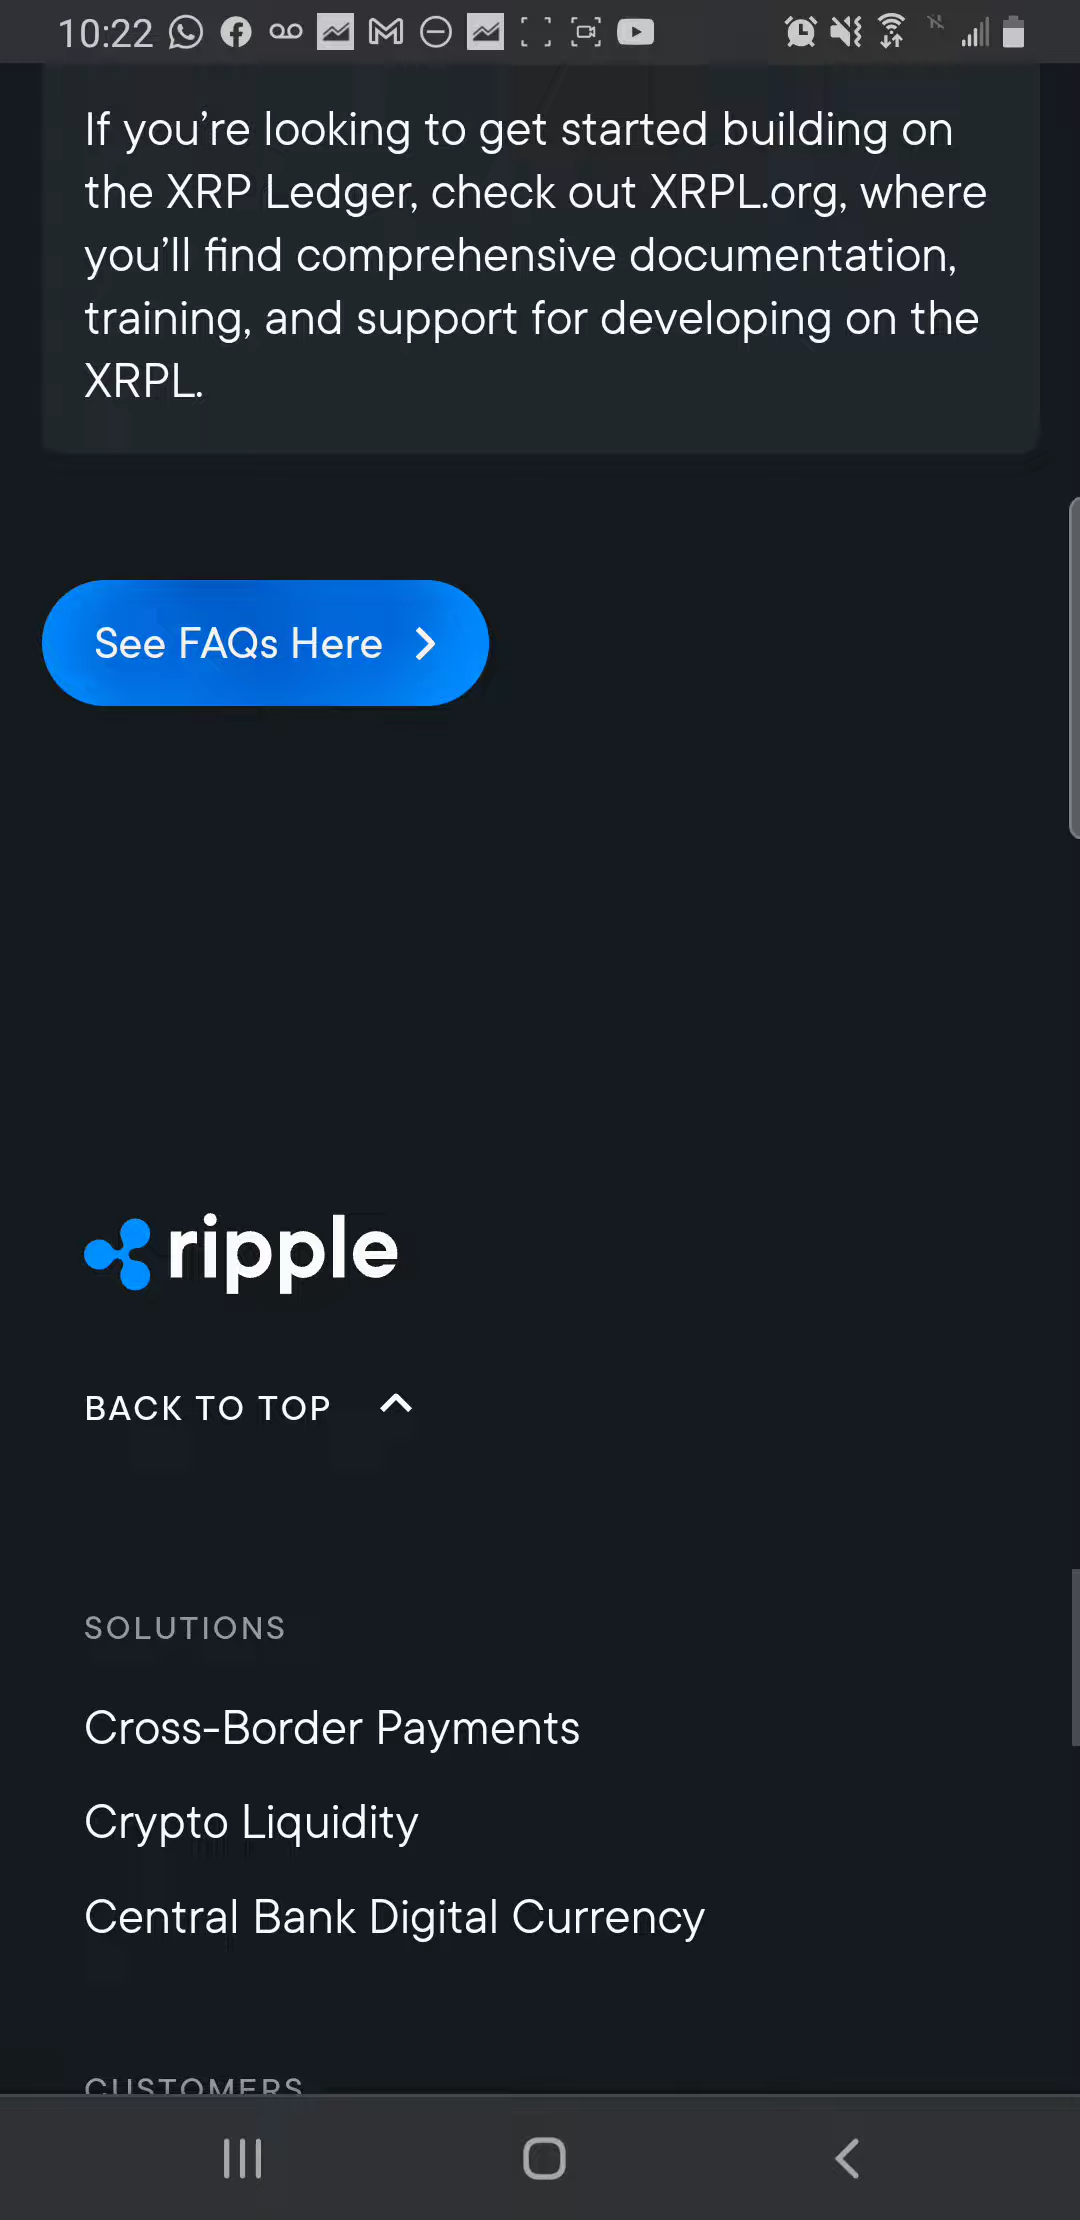 10:22
If you’re looking to get started building on
the XRP Ledger, check out XRPL.org, where
you’ll find comprehensive documentation,
training, and support for developing on the
XRPL.
See FAQs Here
ripple
BACK TO TOP
SOLUTIONS
Cross-Border Payments
Crypto Liquidity
Central Bank Digital Currency
CUSTOMERS